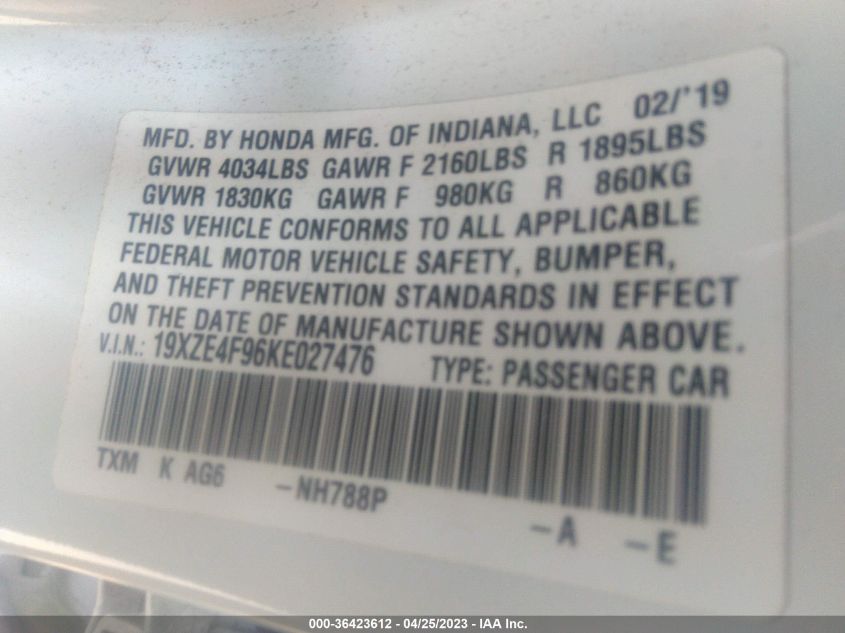 MFD. BY HONDA MFG. OF INDIANA, LLC 02/'19
GVWR 4034LBS GAWR F 2160LBS R 1895LBS
GVWR 1830KG GAWR F 980KG R 860KG
THIS VEHICLE CONFORMS TO ALL APPLICABLE
FEDERAL MOTOR VEHICLE SAFETY, BUMPER,
AND THEFT PREVENTION STANDARDS IN EFFECT
ON THE DATE OF MANUFACTURE SHOWN ABOVE.
V.I.N.: 19XZE4F96KE027476 TYPE: PASSENGER CAR
TXM K AG6 -NH788P -A -E
000-36423612 - 04/25/2023 - IAA Inc.